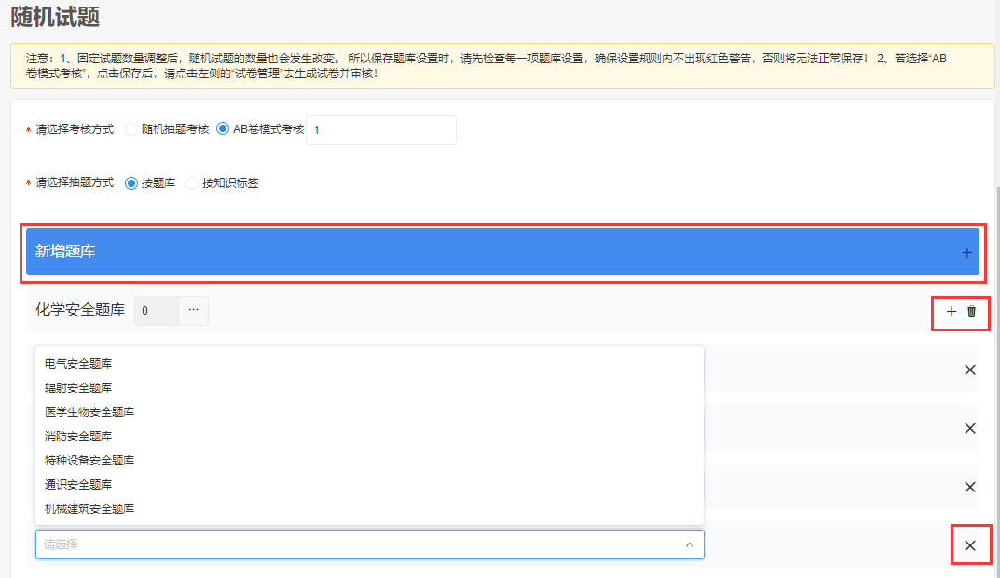 随机试题
注意：1、固定试题数量调整后，随机试题的数量也会发生改变。 所以保存题库设置时，请先检查每一项题库设置，确保设置规则内不出现红色警告，否则将无法正常保存！ 2、若选择“AB
卷模式考核”，点击保存后，请点击左侧的“试卷管理”去生成试卷并审核！
* 请选择考核方式 随机抽题考核 AB卷模式考核 1
* 请选择抽题方式 按题库 按知识标签
新增题库 +
化学安全题库 0 ··· +
电气安全题库
辐射安全题库
医学生物安全题库
消防安全题库
特种设备安全题库
通识安全题库
机械建筑安全题库
请选择